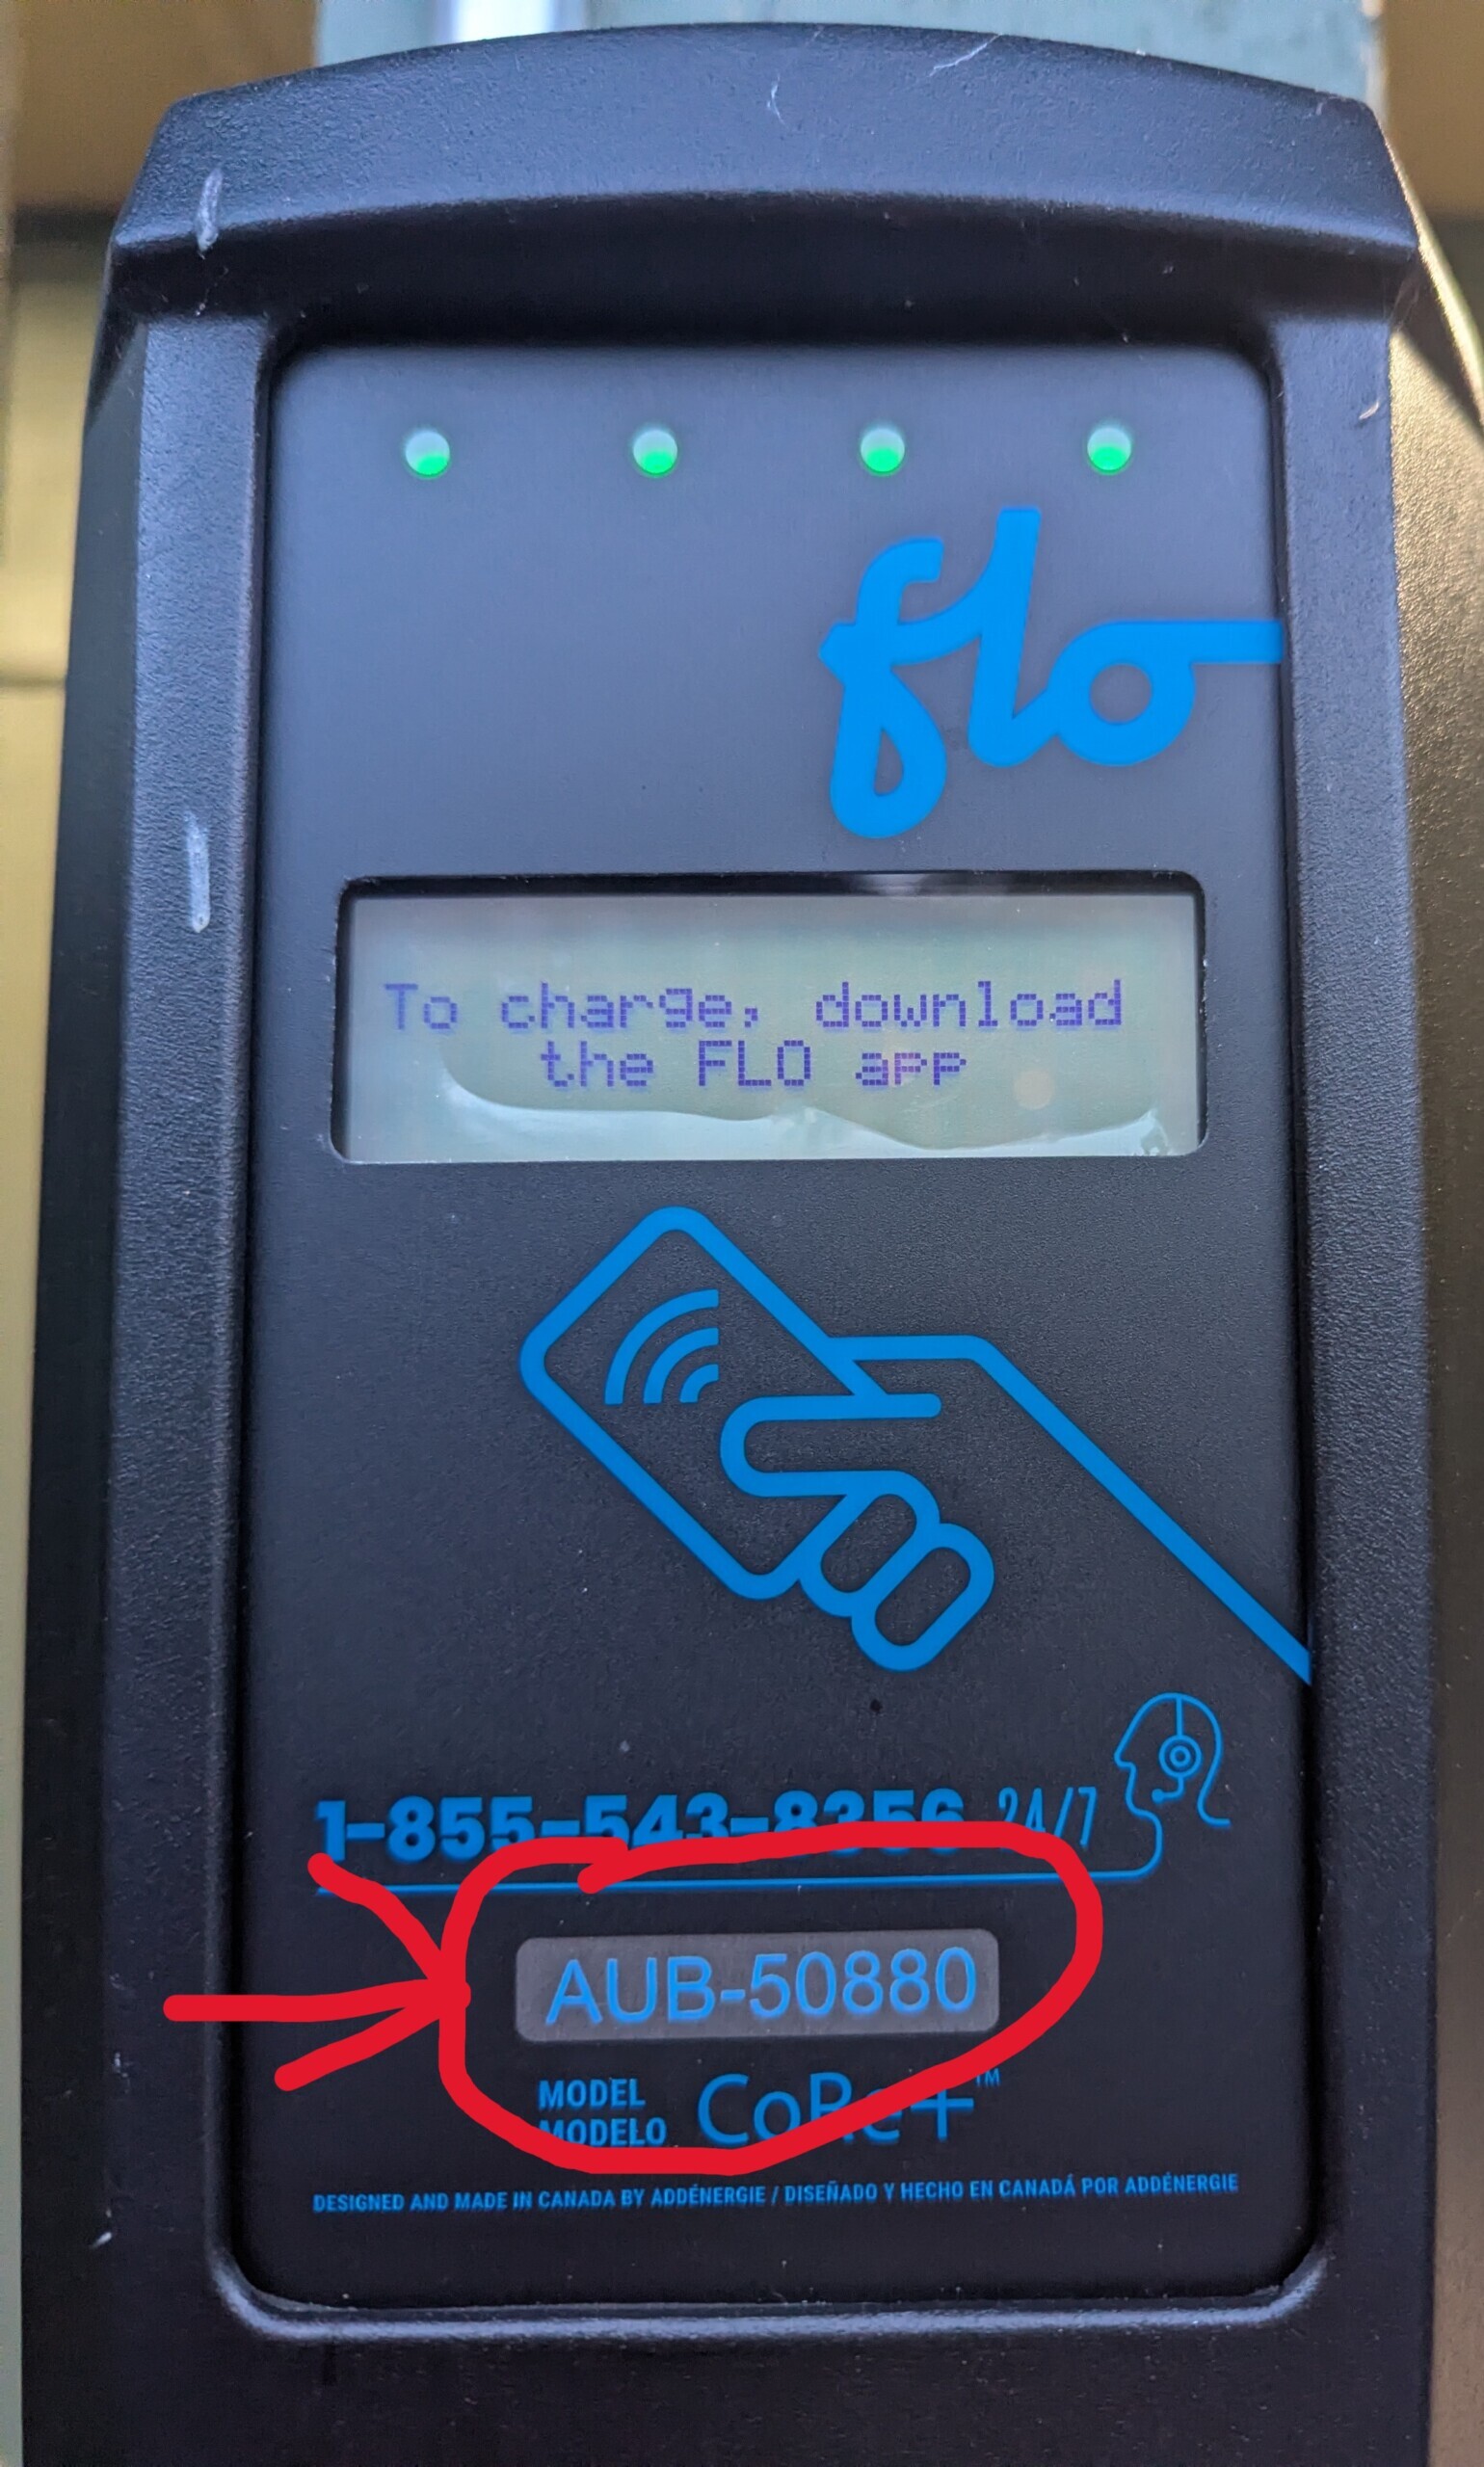 flo
To charge, download
the FLO app
1-855-543-8356 24/7
AUB-50880
MODEL
MODELO
CoRe+™
DESIGNED AND MADE IN CANADA BY ADDÉNERGIE / DISEÑADO Y HECHO EN CANADÁ POR ADDÉNERGIE